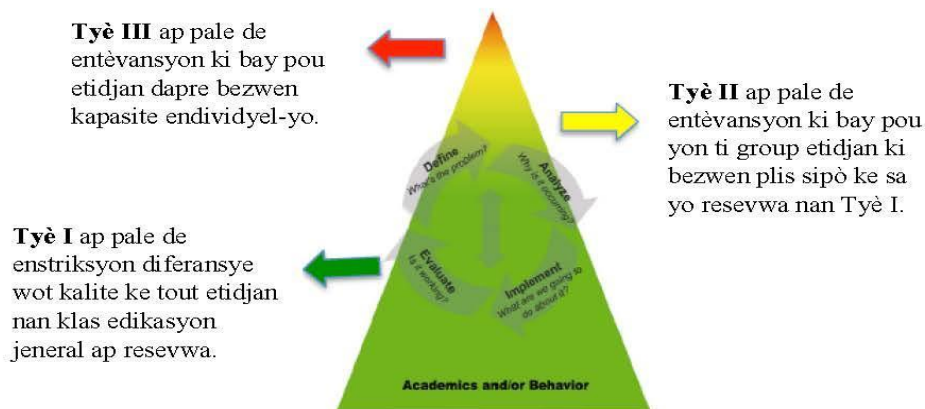 Tyè III ap pale de
entèvansyon ki bay pou
etidjan dapre bezwen
kapasite endividyel-yo.
Tyè II ap pale de
entèvansyon ki bay pou
yon ti group etidjan ki
bezwen plis sipò ke sa
yo resevwa nan Tyè I.
Tyè I ap pale de
enstriksyon diferansye
wot kalite ke tout etidjan
nan klas edikasyon
jeneral ap resevwa.
Define
What's the problem?
Analyze
Why is it occurring?
Implement
What are we going to
do about it?
Evaluate
Is it working?
Academics and/or Behavior